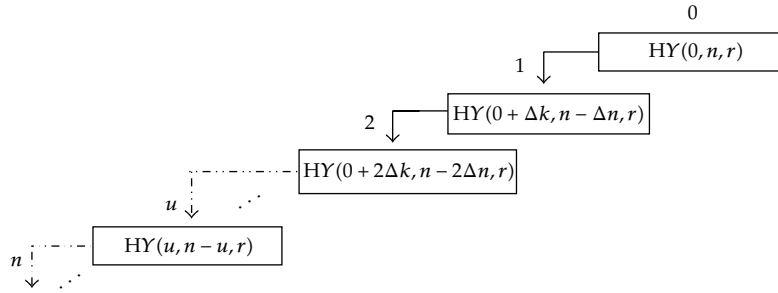 0
HY(0, n, r)
1
HY(0 + Δk, n − Δn, r)
2
HY(0 + 2Δk, n − 2Δn, r)
u
⋰
HY(u, n − u, r)
n
⋰